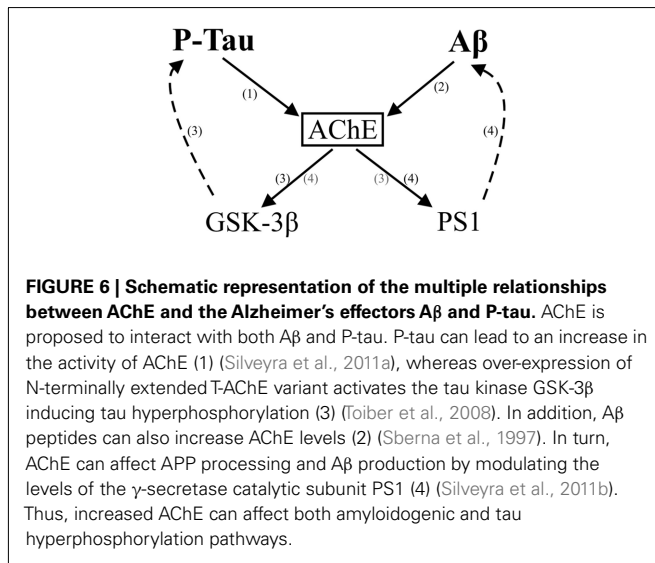 P-Tau Aβ
(1) (2)
(3) AChE (4)
(3) (4) (3) (4)
GSK-3β PS1
FIGURE 6 | Schematic representation of the multiple relationships
between AChE and the Alzheimer's effectors Aβ and P-tau. AChE is
proposed to interact with both Aβ and P-tau. P-tau can lead to an increase in
the activity of AChE (1) (Silveyra et al., 2011a), whereas over-expression of
N-terminally extended T-AChE variant activates the tau kinase GSK-3β
inducing tau hyperphosphorylation (3) (Toiber et al., 2008). In addition, Aβ
peptides can also increase AChE levels (2) (Sberna et al., 1997). In turn,
AChE can affect APP processing and Aβ production by modulating the
levels of the γ-secretase catalytic subunit PS1 (4) (Silveyra et al., 2011b).
Thus, increased AChE can affect both amyloidogenic and tau
hyperphosphorylation pathways.